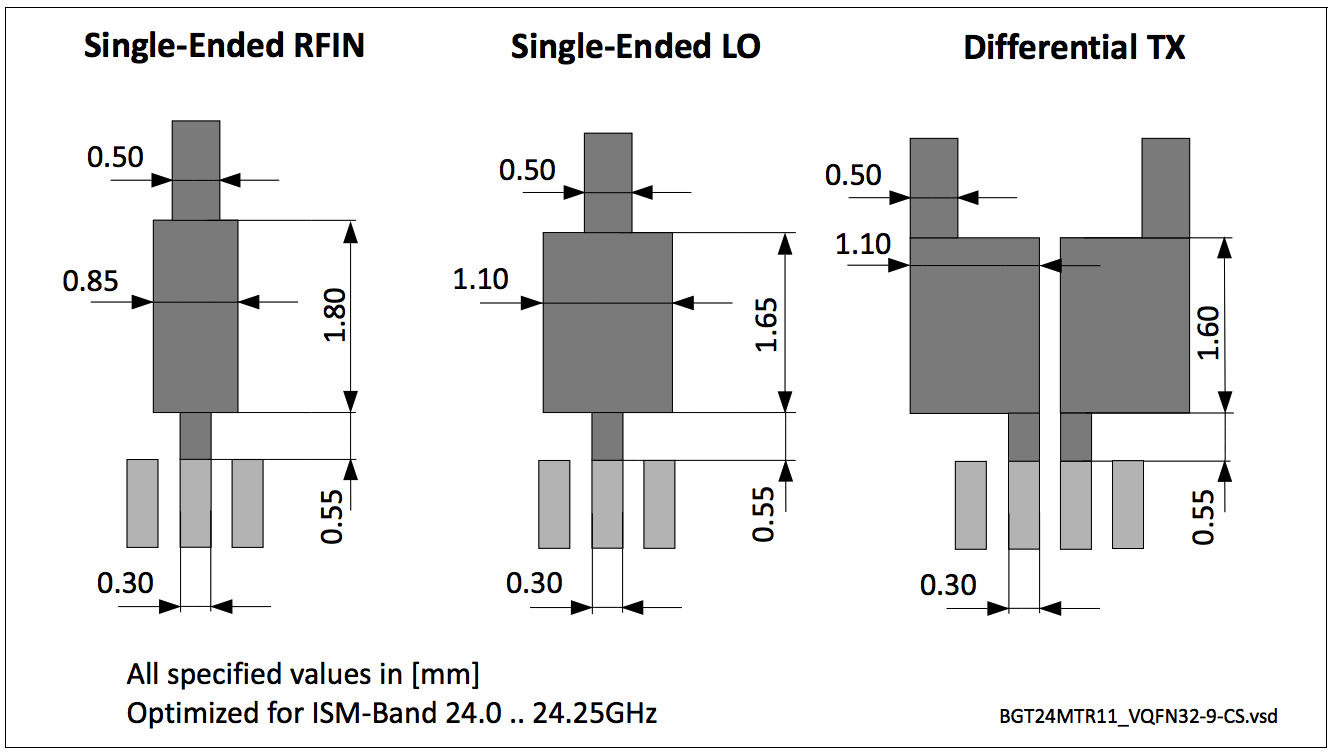 Single-Ended RFIN
Single-Ended LO
Differential TX
0.50
0.85
1.80
0.55
0.30
0.50
1.10
1.65
0.55
0.30
0.50
1.10
1.60
0.55
0.30
All specified values in [mm]
Optimized for ISM-Band 24.0 .. 24.25GHz
BGT24MTR11_VQFN32-9-CS.vsd